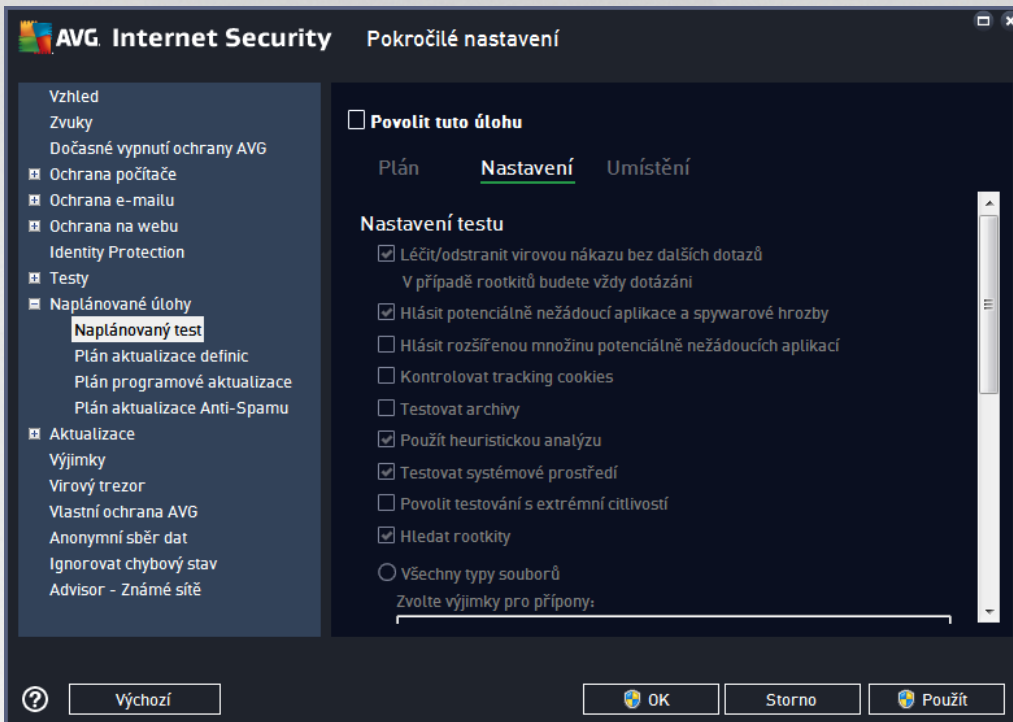 AVG. Internet Security Pokročilé nastavení
Vzhled
Zvuky
Dočasné vypnutí ochrany AVG
Ochrana počítače
Ochrana e-mailu
Ochrana na webu
Identity Protection
Testy
Naplánované úlohy
Naplánovaný test
Plán aktualizace definic
Plán programové aktualizace
Plán aktualizace Anti-Spamu
Aktualizace
Výjimky
Virový trezor
Vlastní ochrana AVG
Anonymní sběr dat
Ignorovat chybový stav
Advisor - Známé sítě
Povolit tuto úlohu
Plán Nastavení Umístění
Nastavení testu
Léčit/odstranit virovou nákazu bez dalších dotazů
V případě rootkitů budete vždy dotázáni
Hlásit potenciálně nežádoucí aplikace a spywarové hrozby
Hlásit rozšířenou množinu potenciálně nežádoucích aplikací
Kontrolovat tracking cookies
Testovat archivy
Použít heuristickou analýzu
Testovat systémové prostředí
Povolit testování s extrémní citlivostí
Hledat rootkity
Všechny typy souborů
Zvolte výjimky pro přípony:
? Výchozí OK Storno Použít